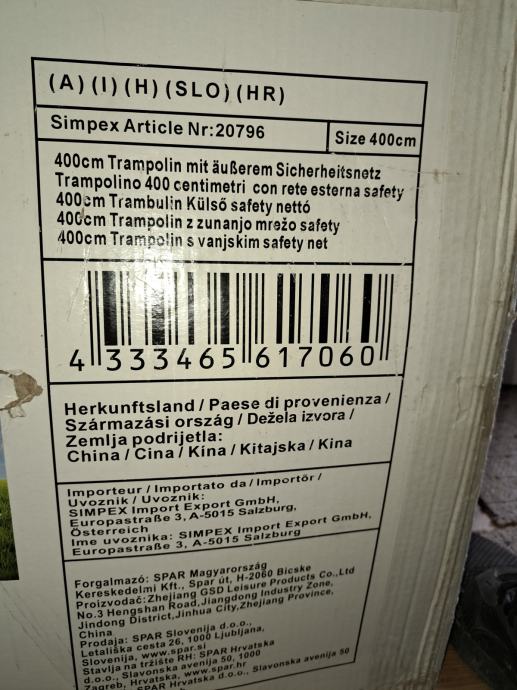 (A) (I) (H) (SLO) (HR)
Simpex Article Nr:20796
Size 400cm
400cm Trampolin mit äußerem Sicherheitsnetz
Trampolino 400 centimetri con rete esterna safety
400cm Trambulin Külső safety nettó
400cm Trampolin z zunanjo mrežo safety
400cm Trampolin s vanjskim safety net
4 333465 617060
Herkunftsland / Paese di provenienza /
Származási ország / Dežela izvora /
Zemlja podrijetla:
China / Cina / Kina / Kitajska / Kina
Importeur / Importato da / Importőr /
Uvoznik / Uvoznik:
SIMPEX Import Export GmbH,
Europastraße 3, A-5015 Salzburg,
Österreich
Ime uvoznika: SIMPEX Import Export GmbH,
Europastraße 3, A-5015 Salzburg
Forgalmazó: SPAR Magyarország
Kereskedelmi Kft., Spar út, H-2060 Bicske
Proizvođač: Zhejiang GSD Leisure Products Co.,Ltd
No.3 Hengshan Road,Jiangdong Industry Zone,
Jindong District,Jinhua City,Zhejiang Province,
China
Prodaja: SPAR Slovenija d.o.o.,
Letališka cesta 26, 1000 Ljubljana,
Slovenija, www.spar.si
Stavlja na tržište RH: SPAR Hrvatska
d.o.o., Slavonska avenija 50, 1000
Zagreb, Hrvatska, www.spar.hr
SPAR Hrvatska d.o.o., Slavonska avenija 50